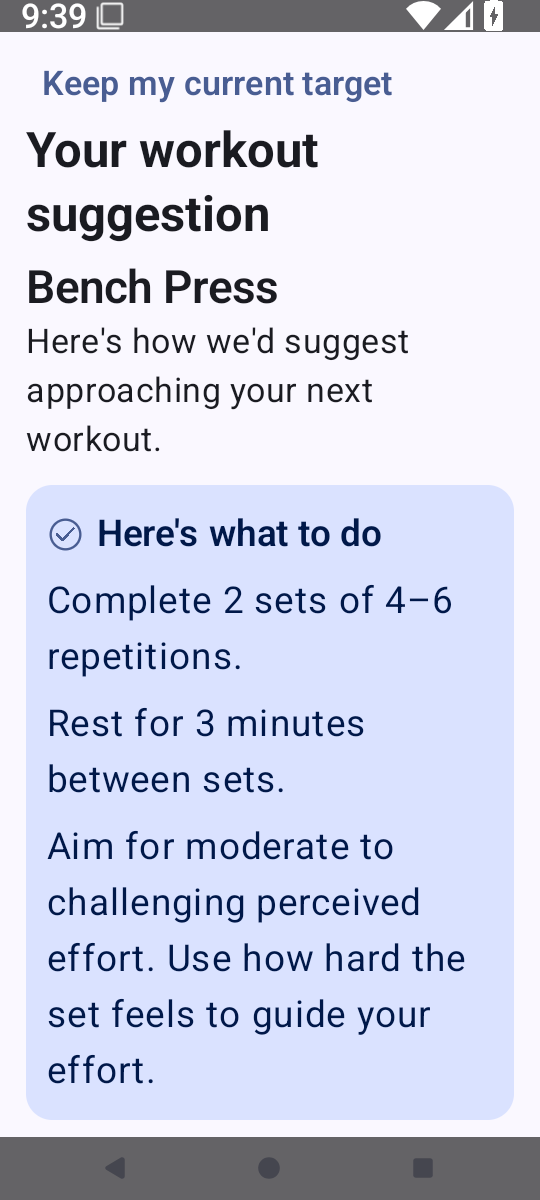 9:39
Keep my current target
Your workout
suggestion
Bench Press
Here's how we'd suggest
approaching your next
workout.
Here's what to do
Complete 2 sets of 4–6
repetitions.
Rest for 3 minutes
between sets.
Aim for moderate to
challenging perceived
effort. Use how hard the
set feels to guide your
effort.